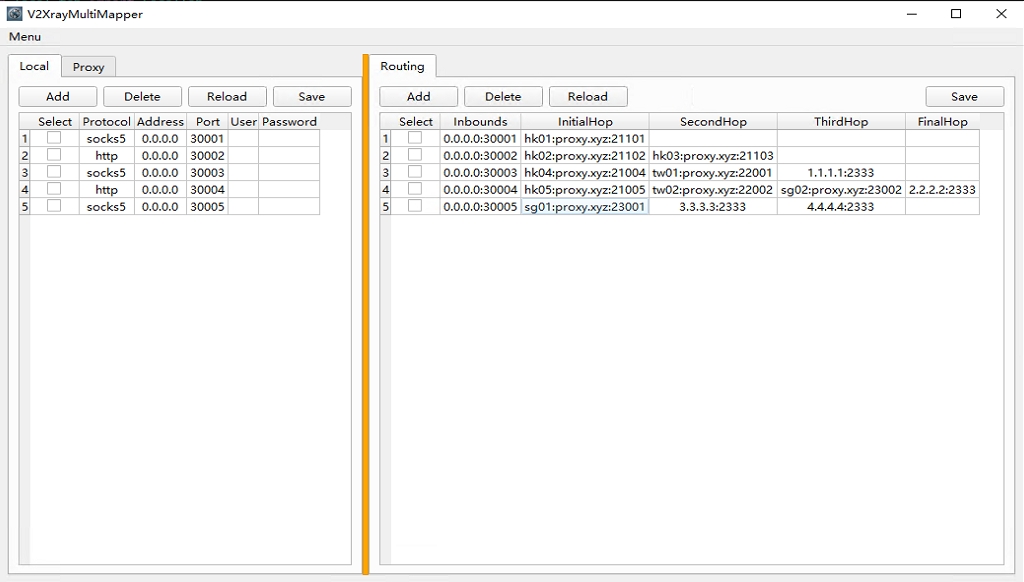 V2XrayMultiMapper
Menu
Local Proxy
Add Delete Reload Save
Select Protocol Address Port User Password
1 socks5 0.0.0.0 30001
2 http 0.0.0.0 30002
3 socks5 0.0.0.0 30003
4 http 0.0.0.0 30004
5 socks5 0.0.0.0 30005
Routing
Add Delete Reload Save
Select Inbounds InitialHop SecondHop ThirdHop FinalHop
1 0.0.0.0:30001 hk01:proxy.xyz:21101
2 0.0.0.0:30002 hk02:proxy.xyz:21102 hk03:proxy.xyz:21103
3 0.0.0.0:30003 hk04:proxy.xyz:21004 tw01:proxy.xyz:22001 1.1.1.1:2333
4 0.0.0.0:30004 hk05:proxy.xyz:21005 tw02:proxy.xyz:22002 sg02:proxy.xyz:23002 2.2.2.2:2333
5 0.0.0.0:30005 sg01:proxy.xyz:23001 3.3.3.3:2333 4.4.4.4:2333